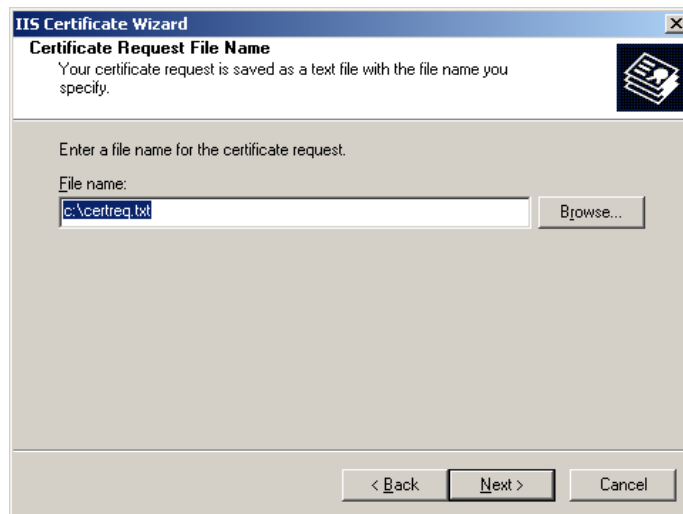 IIS Certificate Wizard
Certificate Request File Name
Your certificate request is saved as a text file with the file name you
specify.
Enter a file name for the certificate request.
File name:
c:\certreq.txt
Browse...
< Back
Next >
Cancel